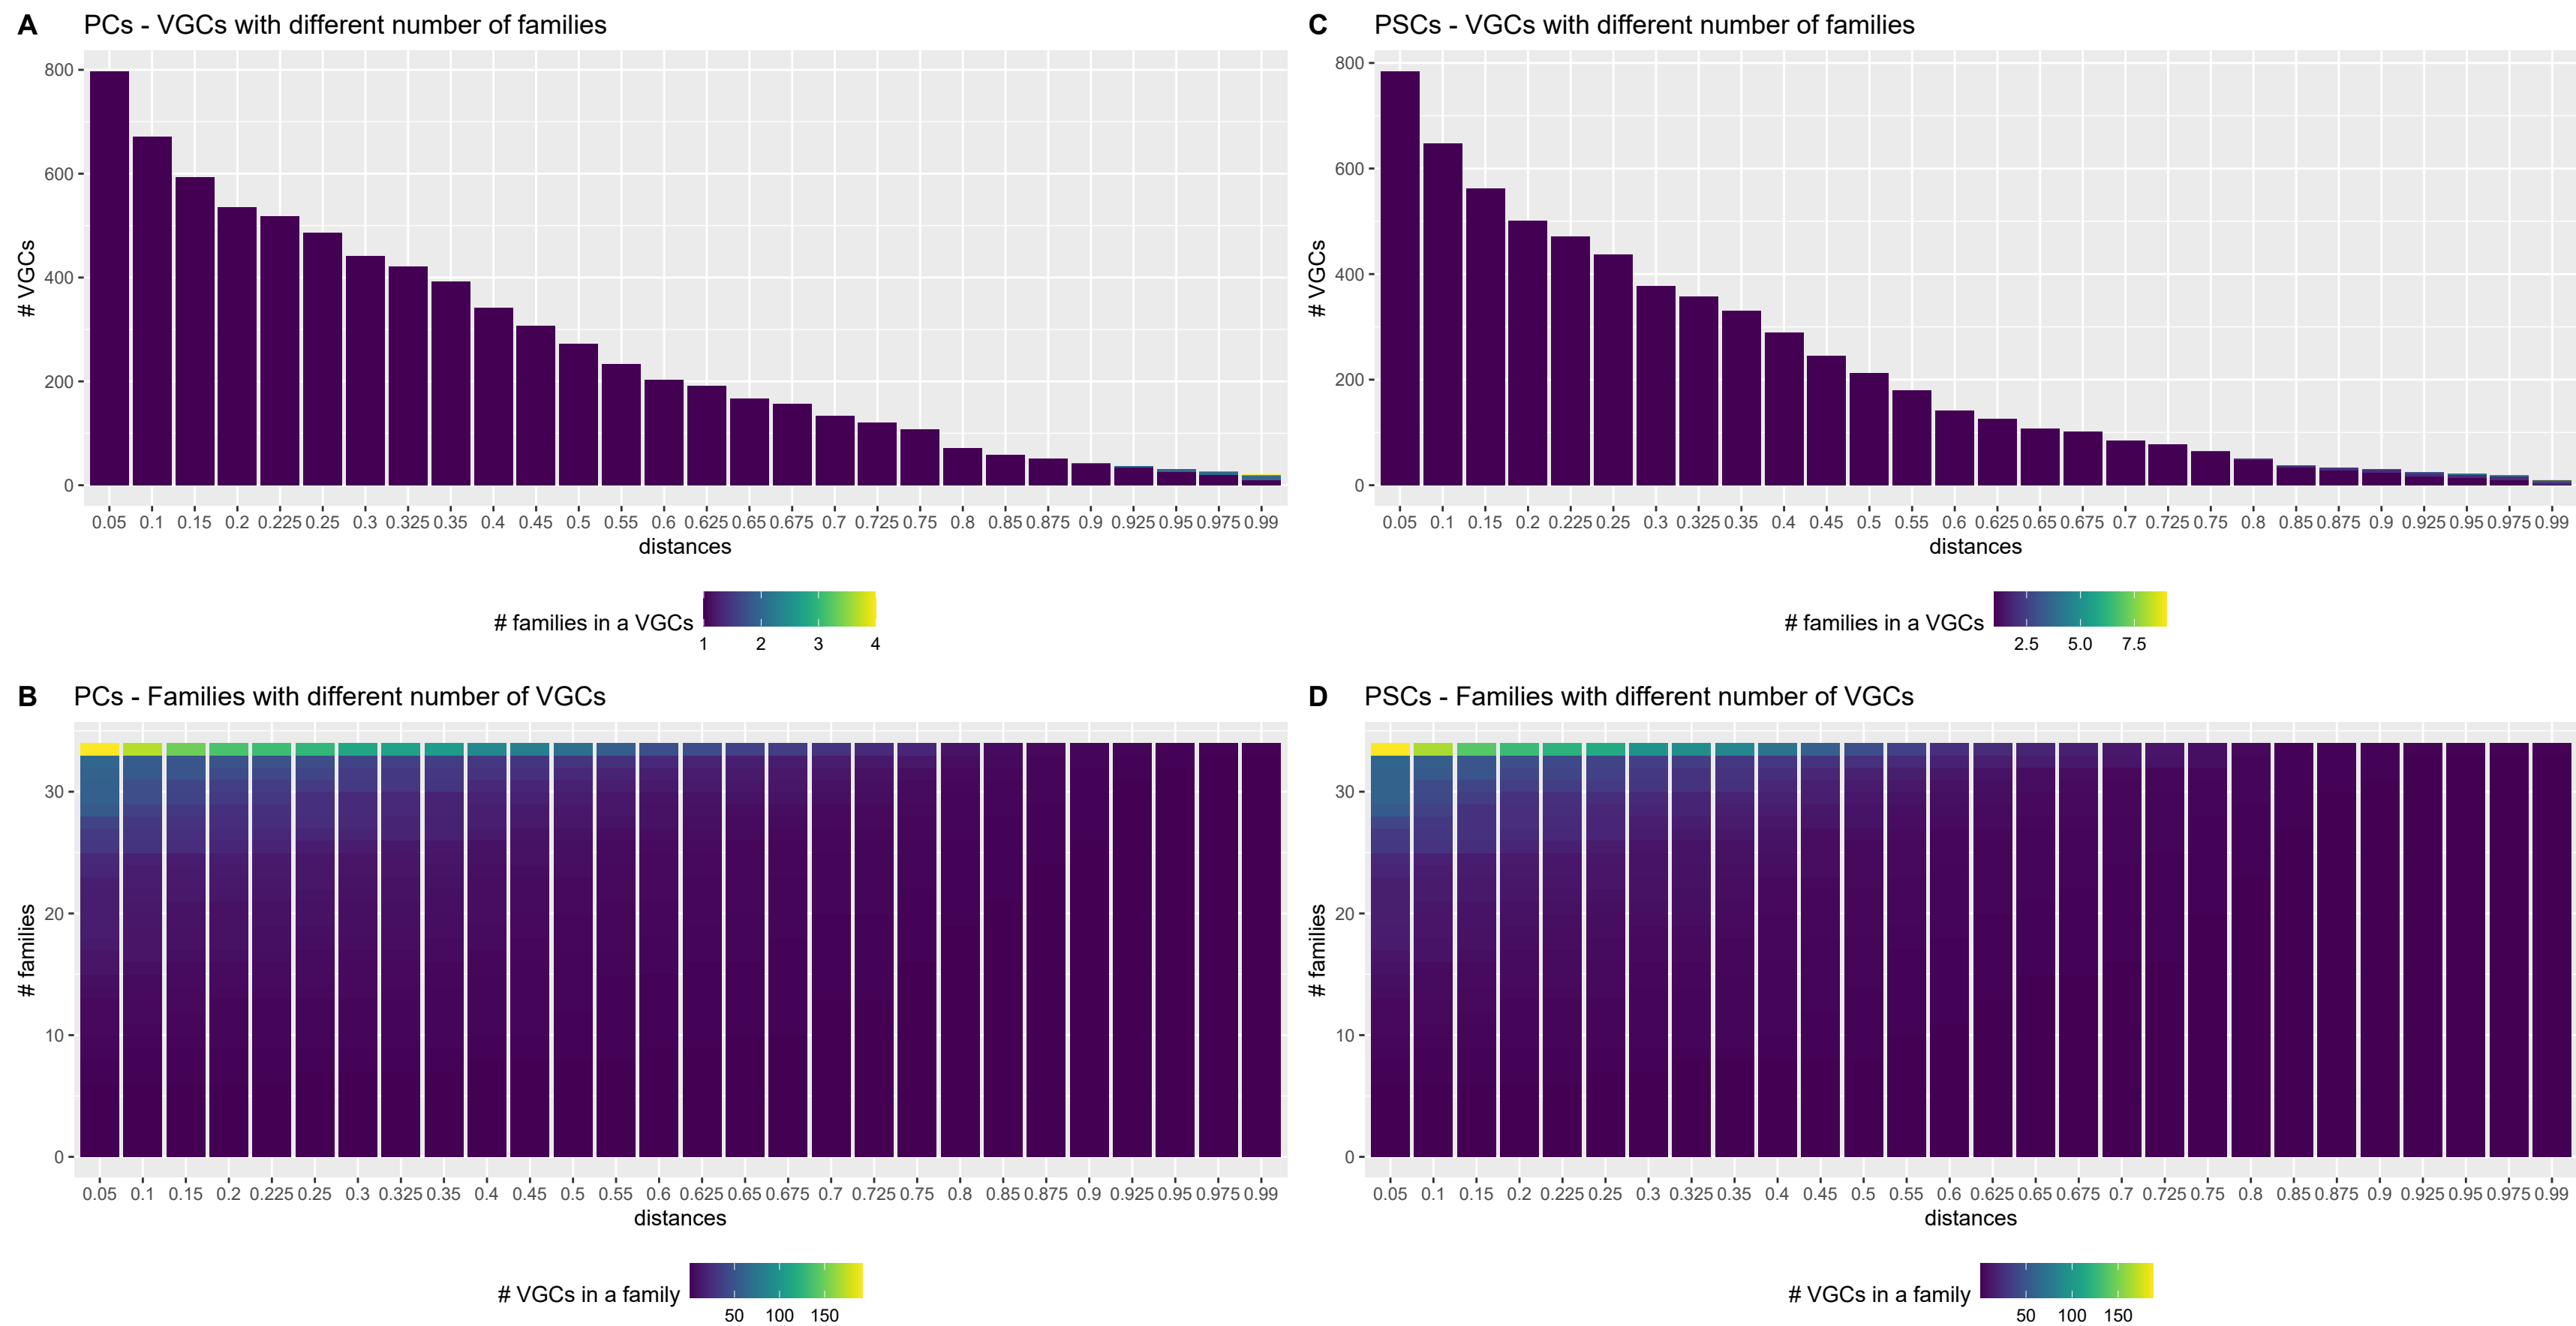 A PCs - VGCs with different number of families
800
600
400
200
0
# VGCs
0.05 0.1 0.15 0.2 0.225 0.25 0.3 0.325 0.35 0.4 0.45 0.5 0.55 0.6 0.625 0.65 0.675 0.7 0.725 0.75 0.8 0.85 0.875 0.9 0.925 0.95 0.975 0.99
distances
# families in a VGCs
1 2 3 4
B PCs - Families with different number of VGCs
30
20
10
0
# families
0.05 0.1 0.15 0.2 0.225 0.25 0.3 0.325 0.35 0.4 0.45 0.5 0.55 0.6 0.625 0.65 0.675 0.7 0.725 0.75 0.8 0.85 0.875 0.9 0.925 0.95 0.975 0.99
distances
# VGCs in a family
50 100 150
C PSCs - VGCs with different number of families
800
600
400
200
0
# VGCs
0.05 0.1 0.15 0.2 0.225 0.25 0.3 0.325 0.35 0.4 0.45 0.5 0.55 0.6 0.625 0.65 0.675 0.7 0.725 0.75 0.8 0.85 0.875 0.9 0.925 0.95 0.975 0.99
distances
# families in a VGCs
2.5 5.0 7.5
D PSCs - Families with different number of VGCs
30
20
10
0
# families
0.05 0.1 0.15 0.2 0.225 0.25 0.3 0.325 0.35 0.4 0.45 0.5 0.55 0.6 0.625 0.65 0.675 0.7 0.725 0.75 0.8 0.85 0.875 0.9 0.925 0.95 0.975 0.99
distances
# VGCs in a family
50 100 150